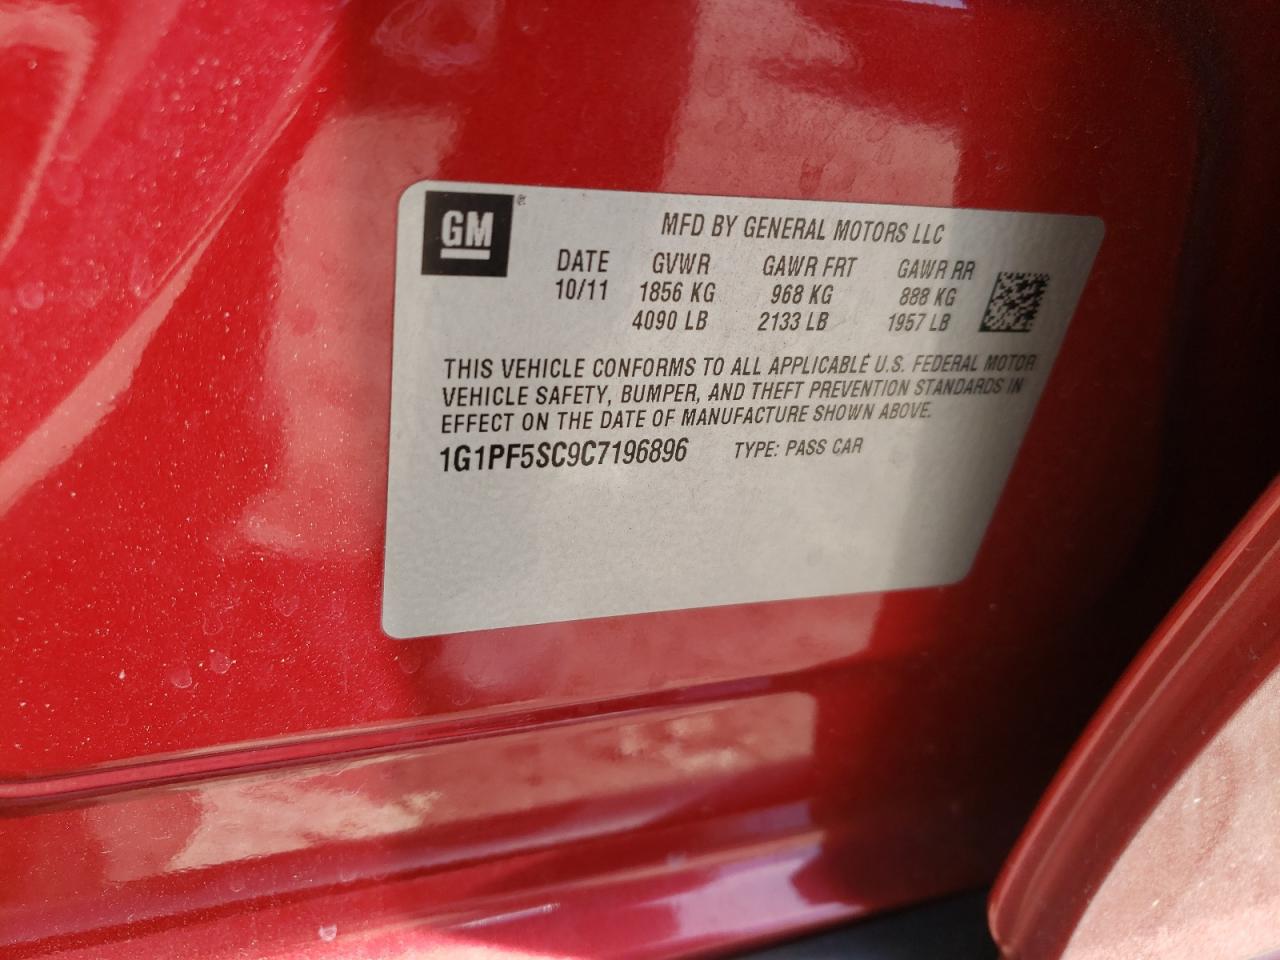 GM ®
MFD BY GENERAL MOTORS LLC
DATE GVWR GAWR FRT GAWR RR
10/11 1856 KG 968 KG 888 KG
4090 LB 2133 LB 1957 LB
THIS VEHICLE CONFORMS TO ALL APPLICABLE U.S. FEDERAL MOTOR
VEHICLE SAFETY, BUMPER, AND THEFT PREVENTION STANDARDS IN
EFFECT ON THE DATE OF MANUFACTURE SHOWN ABOVE.
1G1PF5SC9C7196896 TYPE: PASS CAR